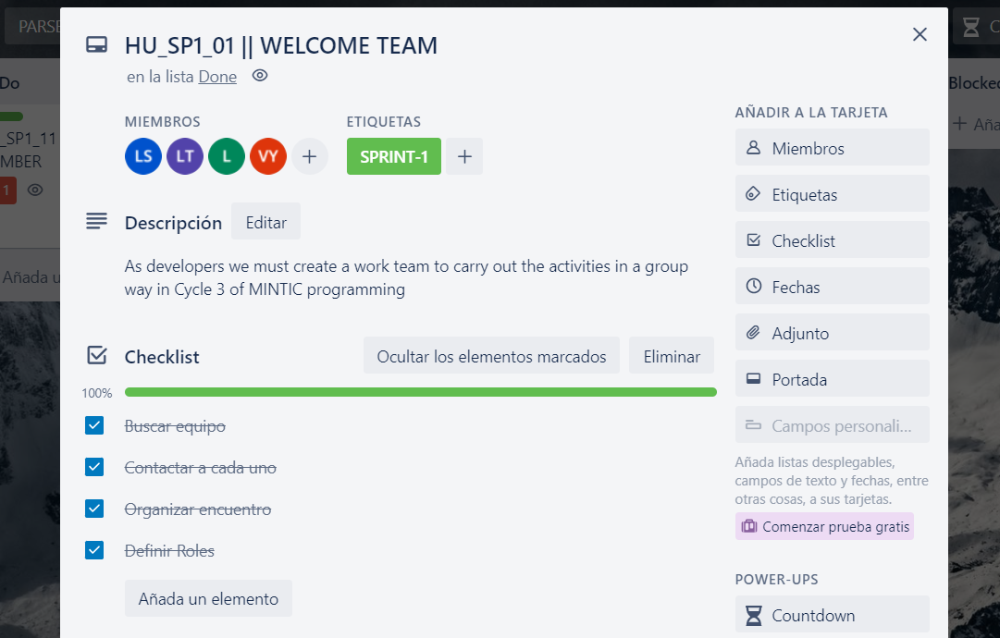 PARSE
HU_SP1_01 || WELCOME TEAM
en la lista Done
MIEMBROS
LS LT L VY +
ETIQUETAS
SPRINT-1 +
Descripción Editar
As developers we must create a work team to carry out the activities in a group
way in Cycle 3 of MINTIC programming
Checklist Ocultar los elementos marcados Eliminar
100%
Buscar equipo
Contactar a cada uno
Organizar encuentro
Definir Roles
Añada un elemento
AÑADIR A LA TARJETA
Miembros
Etiquetas
Checklist
Fechas
Adjunto
Portada
Campos personali...
Añada listas desplegables,
campos de texto y fechas, entre
otras cosas, a sus tarjetas.
Comenzar prueba gratis
POWER-UPS
Countdown
Do
_SP1_11
MBER
1
Añada u
C
Blocked
+ Aña